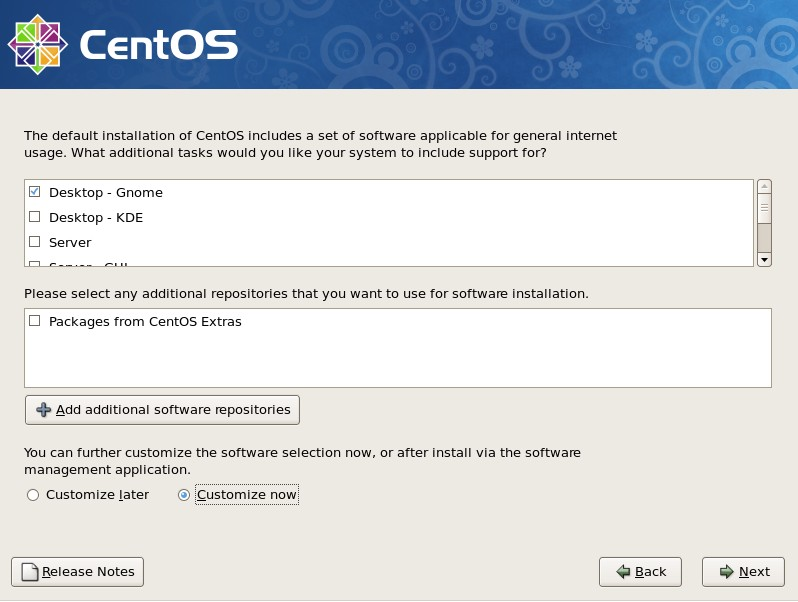 CentOS
The default installation of CentOS includes a set of software applicable for general internet
usage. What additional tasks would you like your system to include support for?
Desktop - Gnome
Desktop - KDE
Server
Server - GUI
Please select any additional repositories that you want to use for software installation.
Packages from CentOS Extras
Add additional software repositories
You can further customize the software selection now, or after install via the software
management application.
Customize later
Customize now
Release Notes
Back
Next